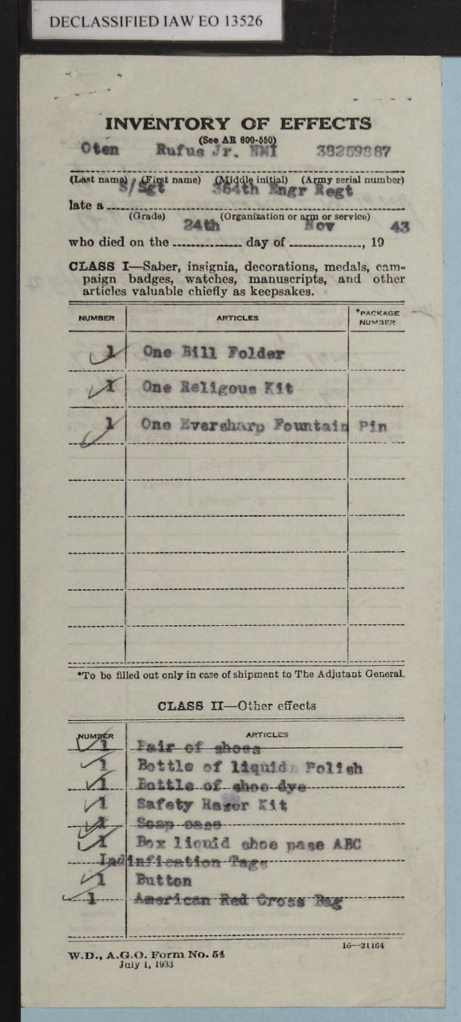 DECLASSIFIED IAW EO 13526
INVENTORY OF EFFECTS
(See AR 600-550)
Oten Rufus Jr. NMI 38259887
(Last name) (First name) (Middle initial) (Army serial number)
S/Sgt 364th Engr Regt
late a
(Grade) (Organization or arm or service)
24th Nov 43
who died on the day of , 19
CLASS I—Saber, insignia, decorations, medals, cam-
paign badges, watches, manuscripts, and other
articles valuable chiefly as keepsakes.
NUMBER ARTICLES *PACKAGE NUMBER
1 One Bill Folder
1 One Religous Kit
1 One Eversharp Fountain Pin
*To be filled out only in case of shipment to The Adjutant General.
CLASS II—Other effects
NUMBER ARTICLES
1 Pair of shoes
1 Bottle of liquid Polish
1 Bottle of shoe dye
1 Safety Razor Kit
1 Soap case
1 Box liquid shoe pase ABC
Indinfication Tags
1 Button
1 American Red Cross Bag
16—21164
W.D., A.G.O. Form No. 54
July 1, 1933